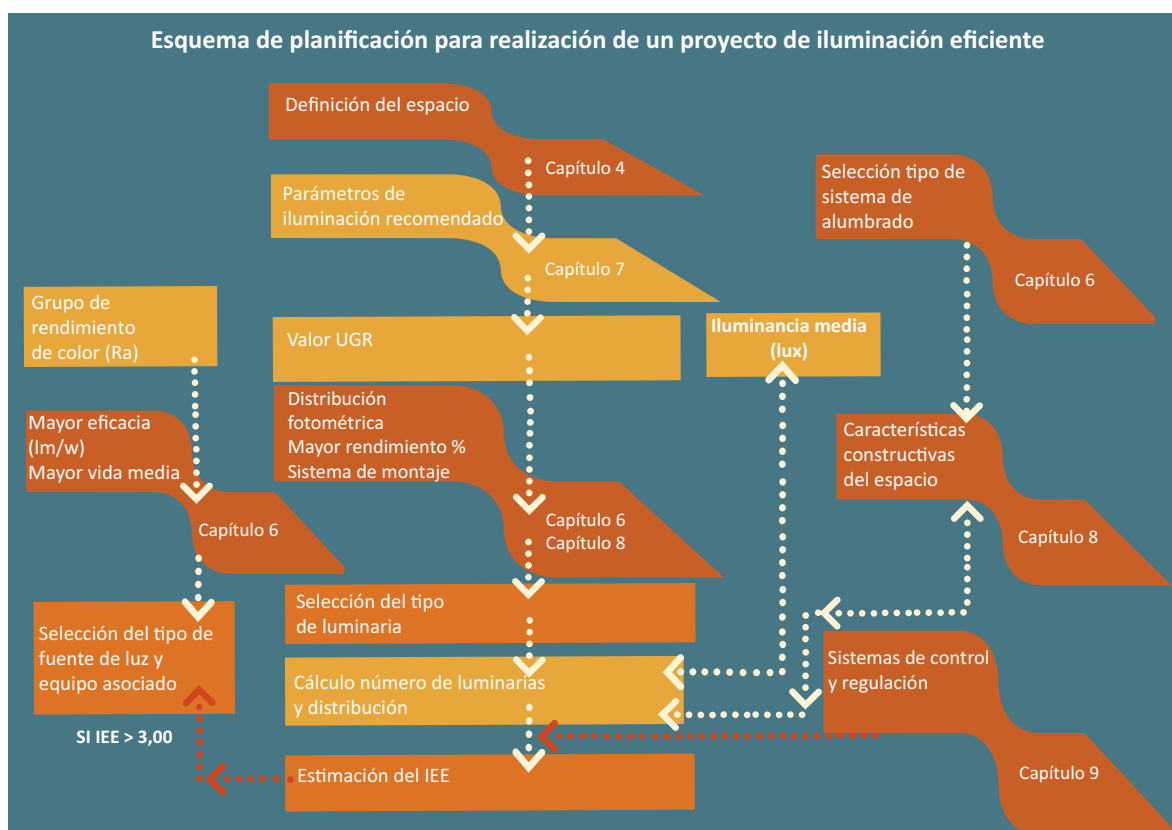 Esquema de planificación para realización de un proyecto de iluminación eficiente
Definición del espacio
Capítulo 4
Parámetros de
iluminación recomendado
Capítulo 7
Selección tipo de
sistema de
alumbrado
Capítulo 6
Grupo de
rendimiento
de color (Ra)
Valor UGR
Iluminancia media
(lux)
Mayor eficacia
(lm/w)
Mayor vida media
Capítulo 6
Distribución
fotométrica
Mayor rendimiento %
Sistema de montaje
Capítulo 6
Capítulo 8
Características
constructivas
del espacio
Capítulo 8
Selección del tipo de
fuente de luz y
equipo asociado
Selección del tipo
de luminaria
Cálculo número de luminarias
y distribución
Sistemas de control
y regulación
SI IEE > 3,00
Estimación del IEE
Capítulo 9